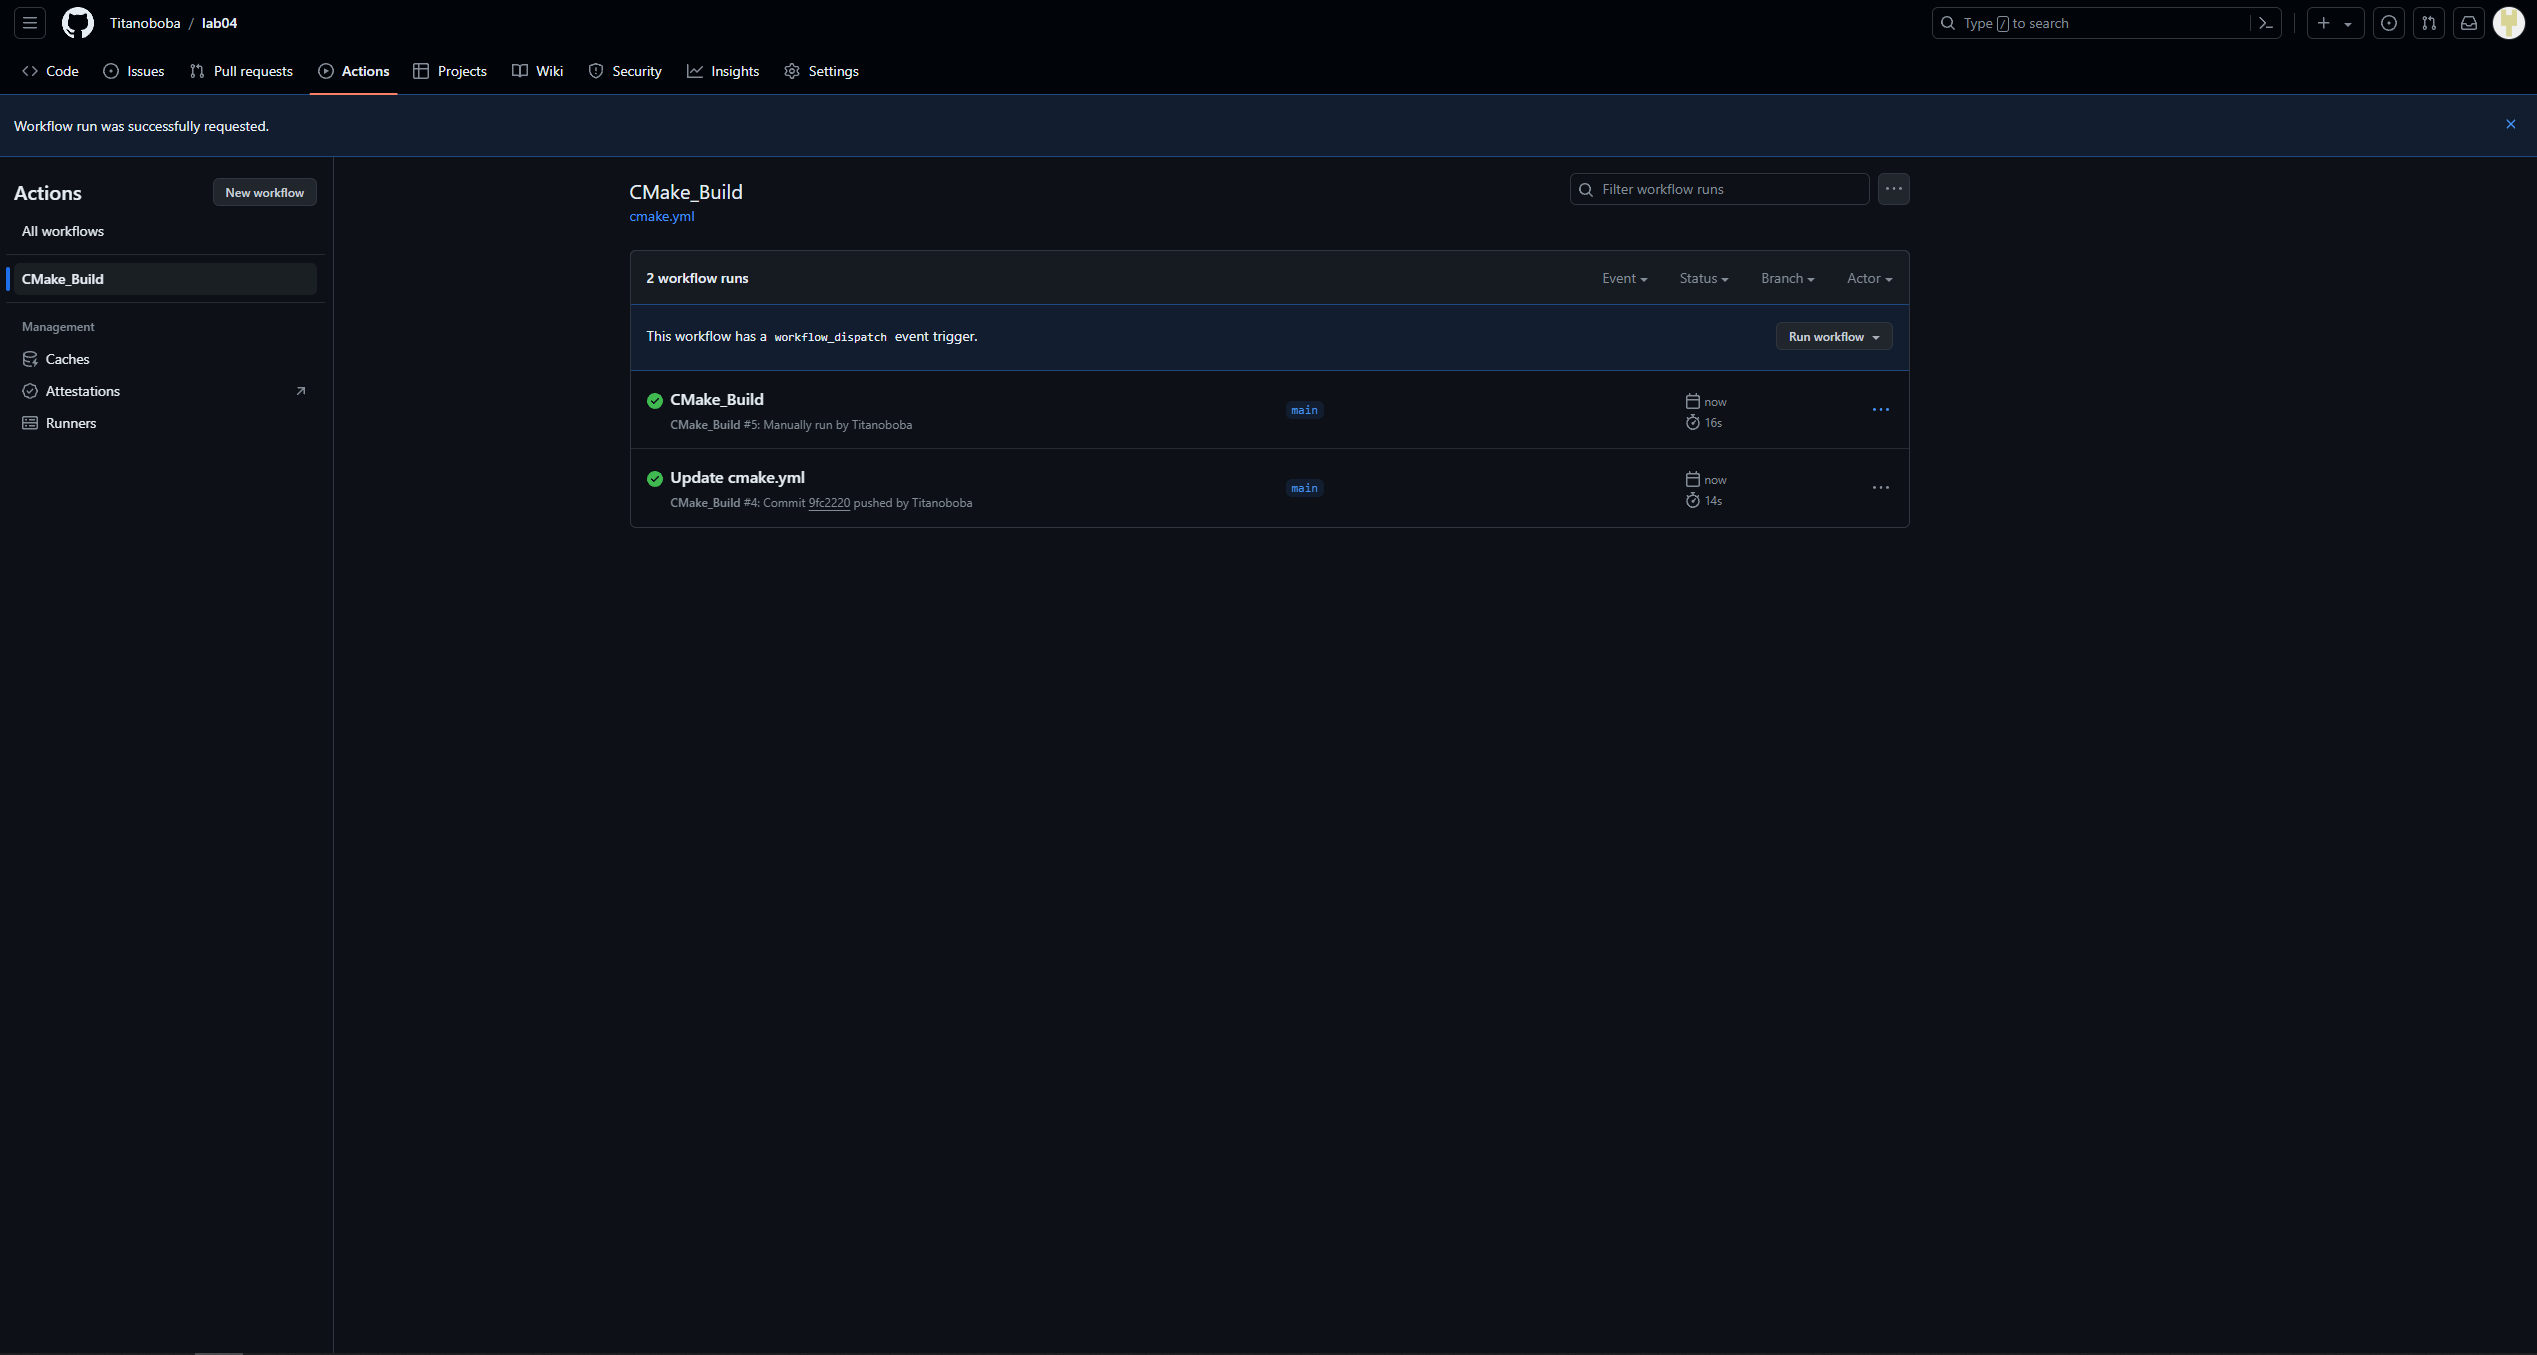 Titanoboba / lab04
Type / to search
Code Issues Pull requests Actions Projects Wiki Security Insights Settings
Workflow run was successfully requested.
Actions
New workflow
All workflows
CMake_Build
Management
Caches
Attestations
Runners
CMake_Build
cmake.yml
Filter workflow runs
2 workflow runs
Event Status Branch Actor
This workflow has a workflow_dispatch event trigger.
Run workflow
CMake_Build
CMake_Build #5: Manually run by Titanoboba
main
now
16s
Update cmake.yml
CMake_Build #4: Commit 9fc2220 pushed by Titanoboba
main
now
14s